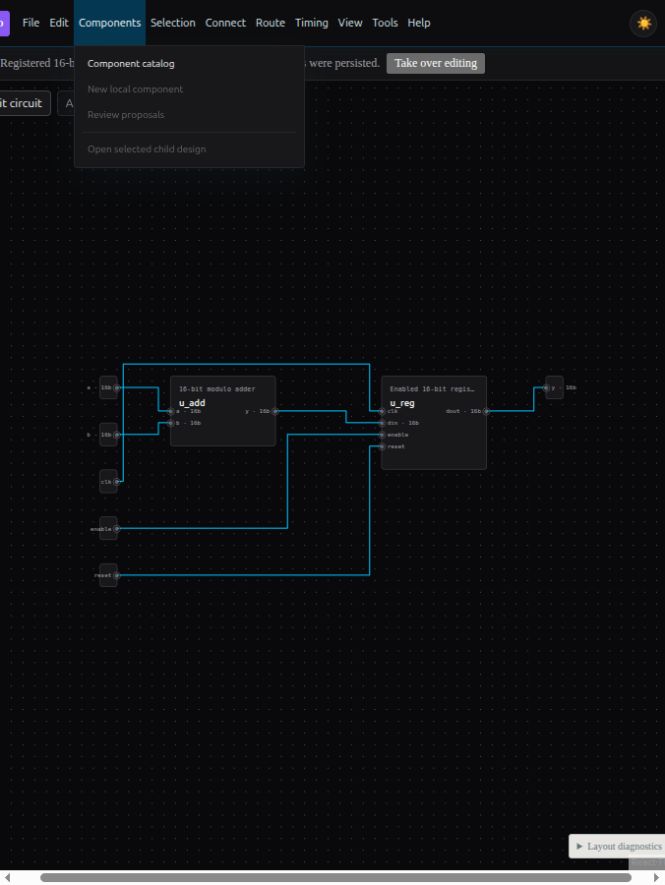 File Edit Components Selection Connect Route Timing View Tools Help
Registered 16-b
s were persisted. Take over editing
it circuit
A
Component catalog
New local component
Review proposals
Open selected child design
16-bit modulo adder
u_add
a · 16b
b · 16b
y · 16b
Enabled 16-bit regis…
u_reg
clk
din · 16b
enable
reset
dout · 16b
a · 16b
b · 16b
clk
enable
reset
y · 16b
▶ Layout diagnostics